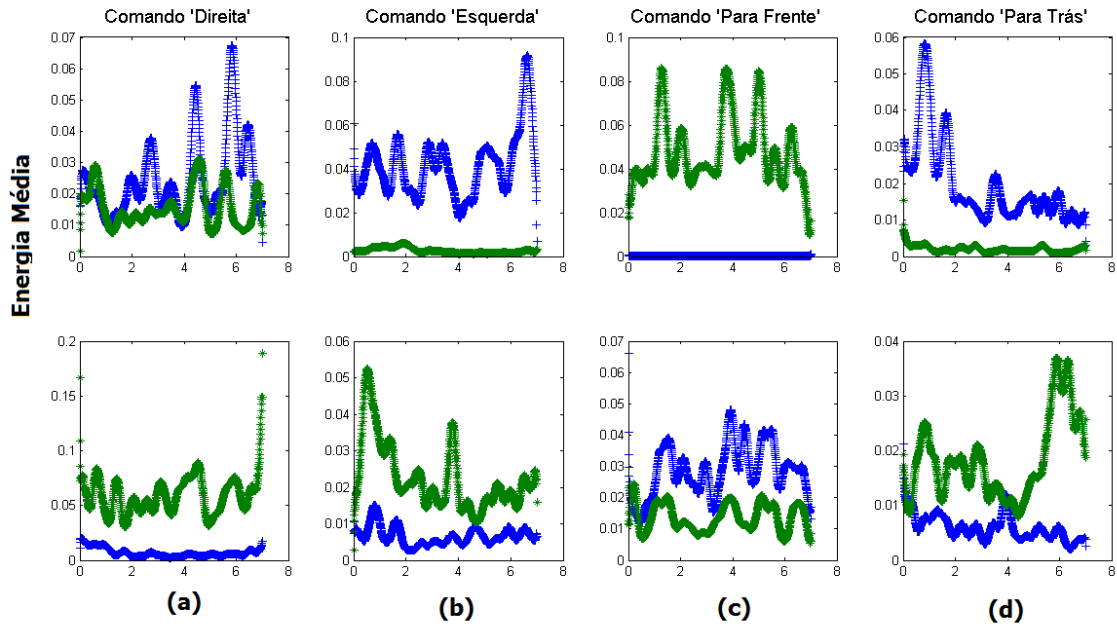 Comando 'Direita' Comando 'Esquerda' Comando 'Para Frente' Comando 'Para Trás'
Energia Média
0.07 0.1 0.1 0.06
0.06 0.08 0.08 0.05
0.05 0.06 0.06 0.04
0.04 0.04 0.04 0.03
0.03 0.02 0.02 0.02
0.02 0 0 0.01
0.01 0
0
0 2 4 6 8 0 2 4 6 8 0 2 4 6 8 0 2 4 6 8
0.2 0.06 0.07 0.04
0.15 0.05 0.06 0.03
0.1 0.04 0.05 0.02
0.05 0.03 0.04 0.01
0 0.02 0.03 0
0.01 0.02
0 0.01
0
0 2 4 6 8 0 2 4 6 8 0 2 4 6 8 0 2 4 6 8
(a) (b) (c) (d)